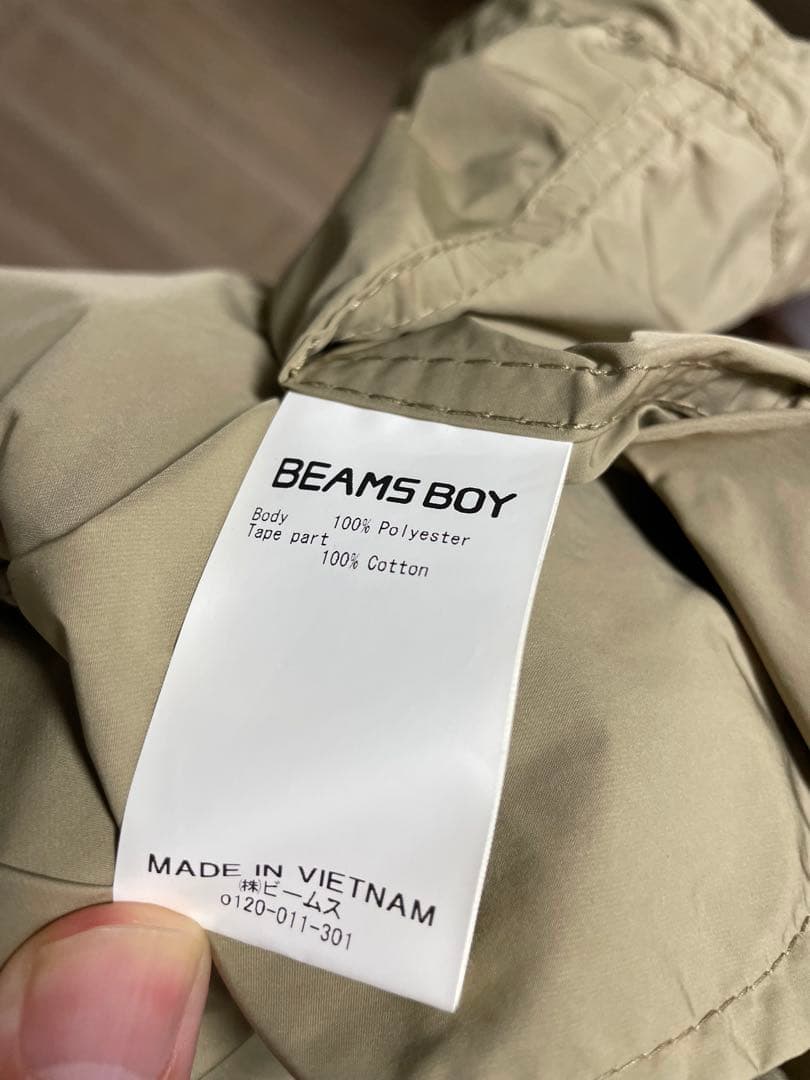 BEAMS BOY
Body 100% Polyester
Tape part
100% Cotton
MADE IN VIETNAM
㈱ビームス
0120-011-301